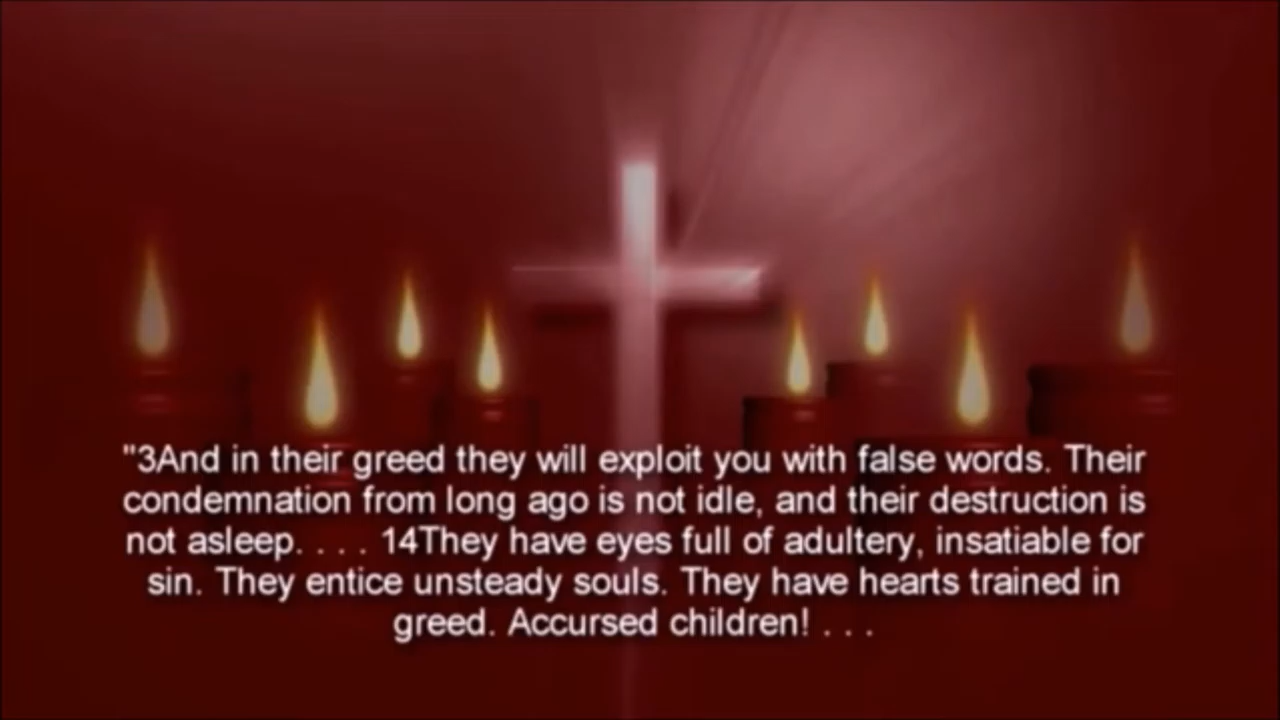 "3And in their greed they will exploit you with false words. Their
condemnation from long ago is not idle, and their destruction is
not asleep. . . . 14They have eyes full of adultery, insatiable for
sin. They entice unsteady souls. They have hearts trained in
greed. Accursed children! . . .